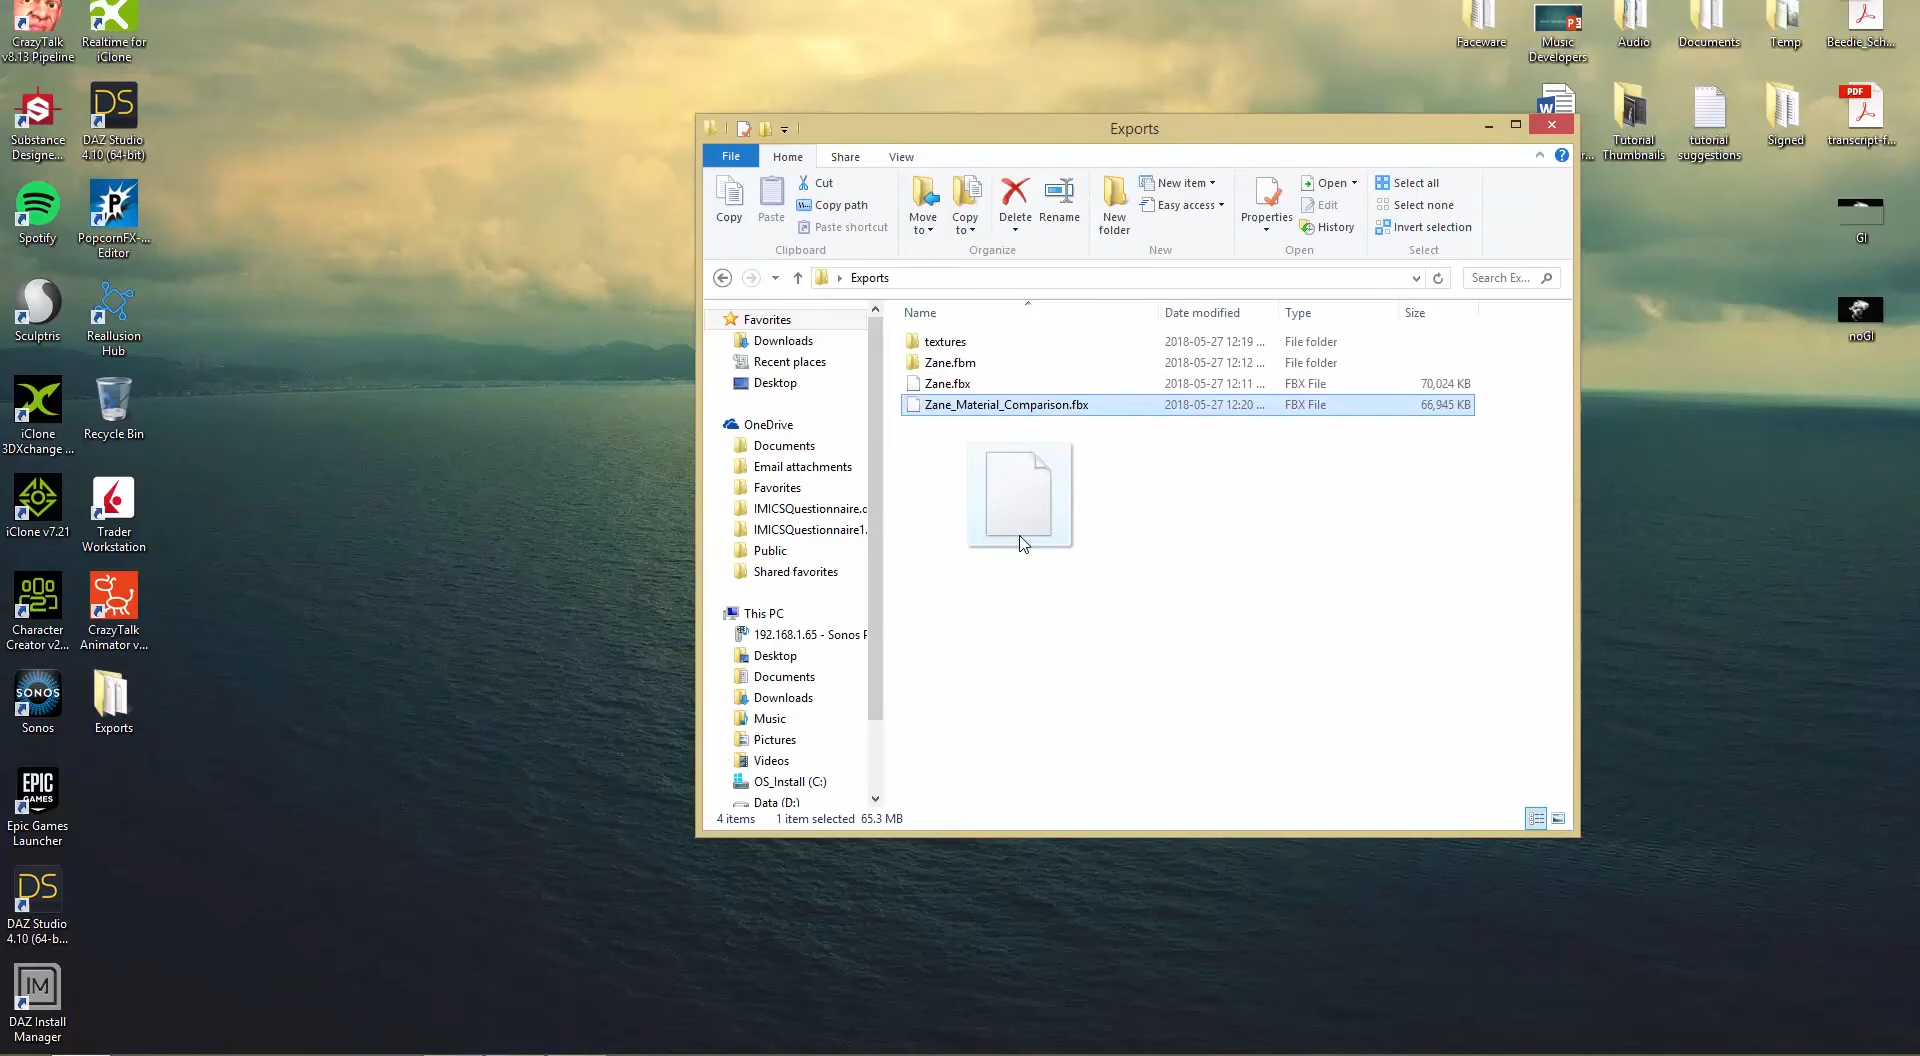 CrazyTalk
v8.13 Pipeline
Realtime for
iClone
Substance
Designe...
DS
DAZ Studio
4.10 (64-bit)
Spotify
P
PopcornFX-...
Editor
Sculptris
Reallusion
Hub
iClone
3DXchange ...
Recycle Bin
iClone v7.21
Trader
Workstation
Character
Creator v2...
CrazyTalk
Animator v...
SONOS
Sonos
Exports
EPIC
GAMES
Epic Games
Launcher
DS
DAZ Studio
4.10 (64-b...
IM
DAZ Install
Manager
Faceware
Music
Developers
Audio
Documents
Temp
Beedie_Sch...
Tutorial
Thumbnails
tutorial
suggestions
Signed
PDF
transcript-f...
GI
noGI
Exports
File
Home
Share
View
Copy
Paste
Cut
Copy path
Paste shortcut
Clipboard
Move
to
Copy
to
Delete
Rename
Organize
New
folder
New item
Easy access
New
Properties
Open
Edit
History
Open
Select all
Select none
Invert selection
Select
Exports
Search Ex...
Favorites
Downloads
Recent places
Desktop
OneDrive
Documents
Email attachments
Favorites
IMICSQuestionnaire.c
IMICSQuestionnaire1.
Public
Shared favorites
This PC
192.168.1.65 - Sonos P
Desktop
Documents
Downloads
Music
Pictures
Videos
OS_Install (C:)
Data (D:)
Name Date modified Type Size
textures 2018-05-27 12:19 ... File folder
Zane.fbm 2018-05-27 12:12 ... File folder
Zane.fbx 2018-05-27 12:11 ... FBX File 70,024 KB
Zane_Material_Comparison.fbx 2018-05-27 12:20 ... FBX File 66,945 KB
4 items 1 item selected 65.3 MB